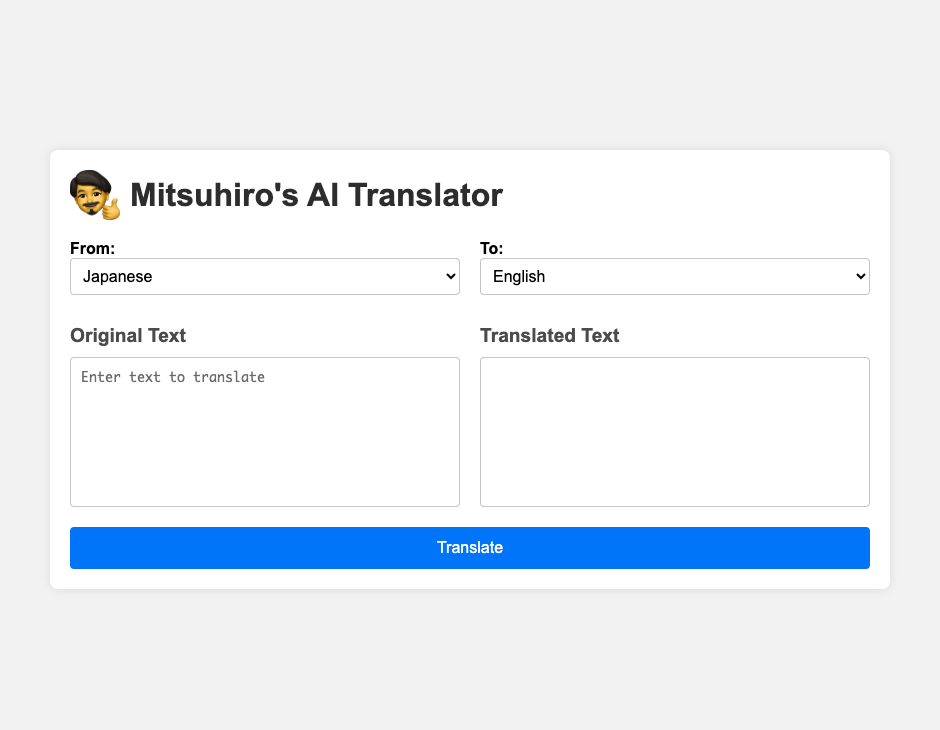 Mitsuhiro's AI Translator
From:
To:
Japanese
English
Original Text
Translated Text
Enter text to translate
Translate